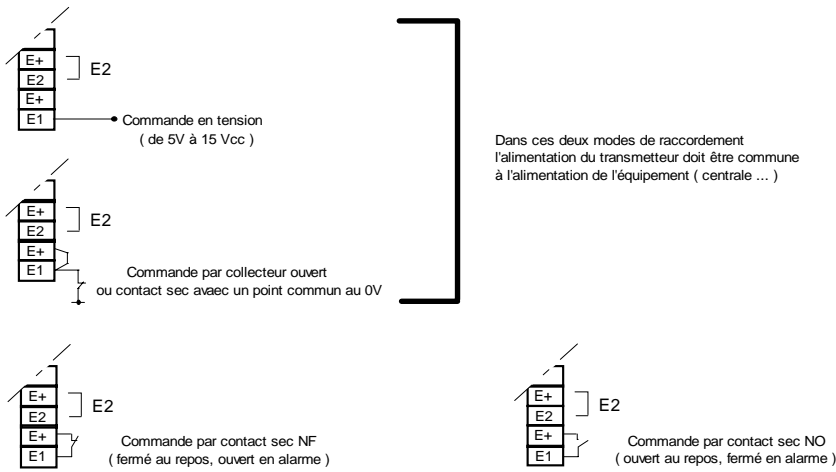 E+
E2
E2
E+
E1
Commande en tension
( de 5V à 15 Vcc )
Dans ces deux modes de raccordement
l'alimentation du transmetteur doit être commune
à l'alimentation de l'équipement ( centrale ... )
E+
E2
E2
E+
E1
Commande par collecteur ouvert
ou contact sec avaec un point commun au 0V
E+
E2
E2
E+
E1
Commande par contact sec NF
( fermé au repos, ouvert en alarme )
E+
E2
E2
E+
E1
Commande par contact sec NO
( ouvert au repos, fermé en alarme )